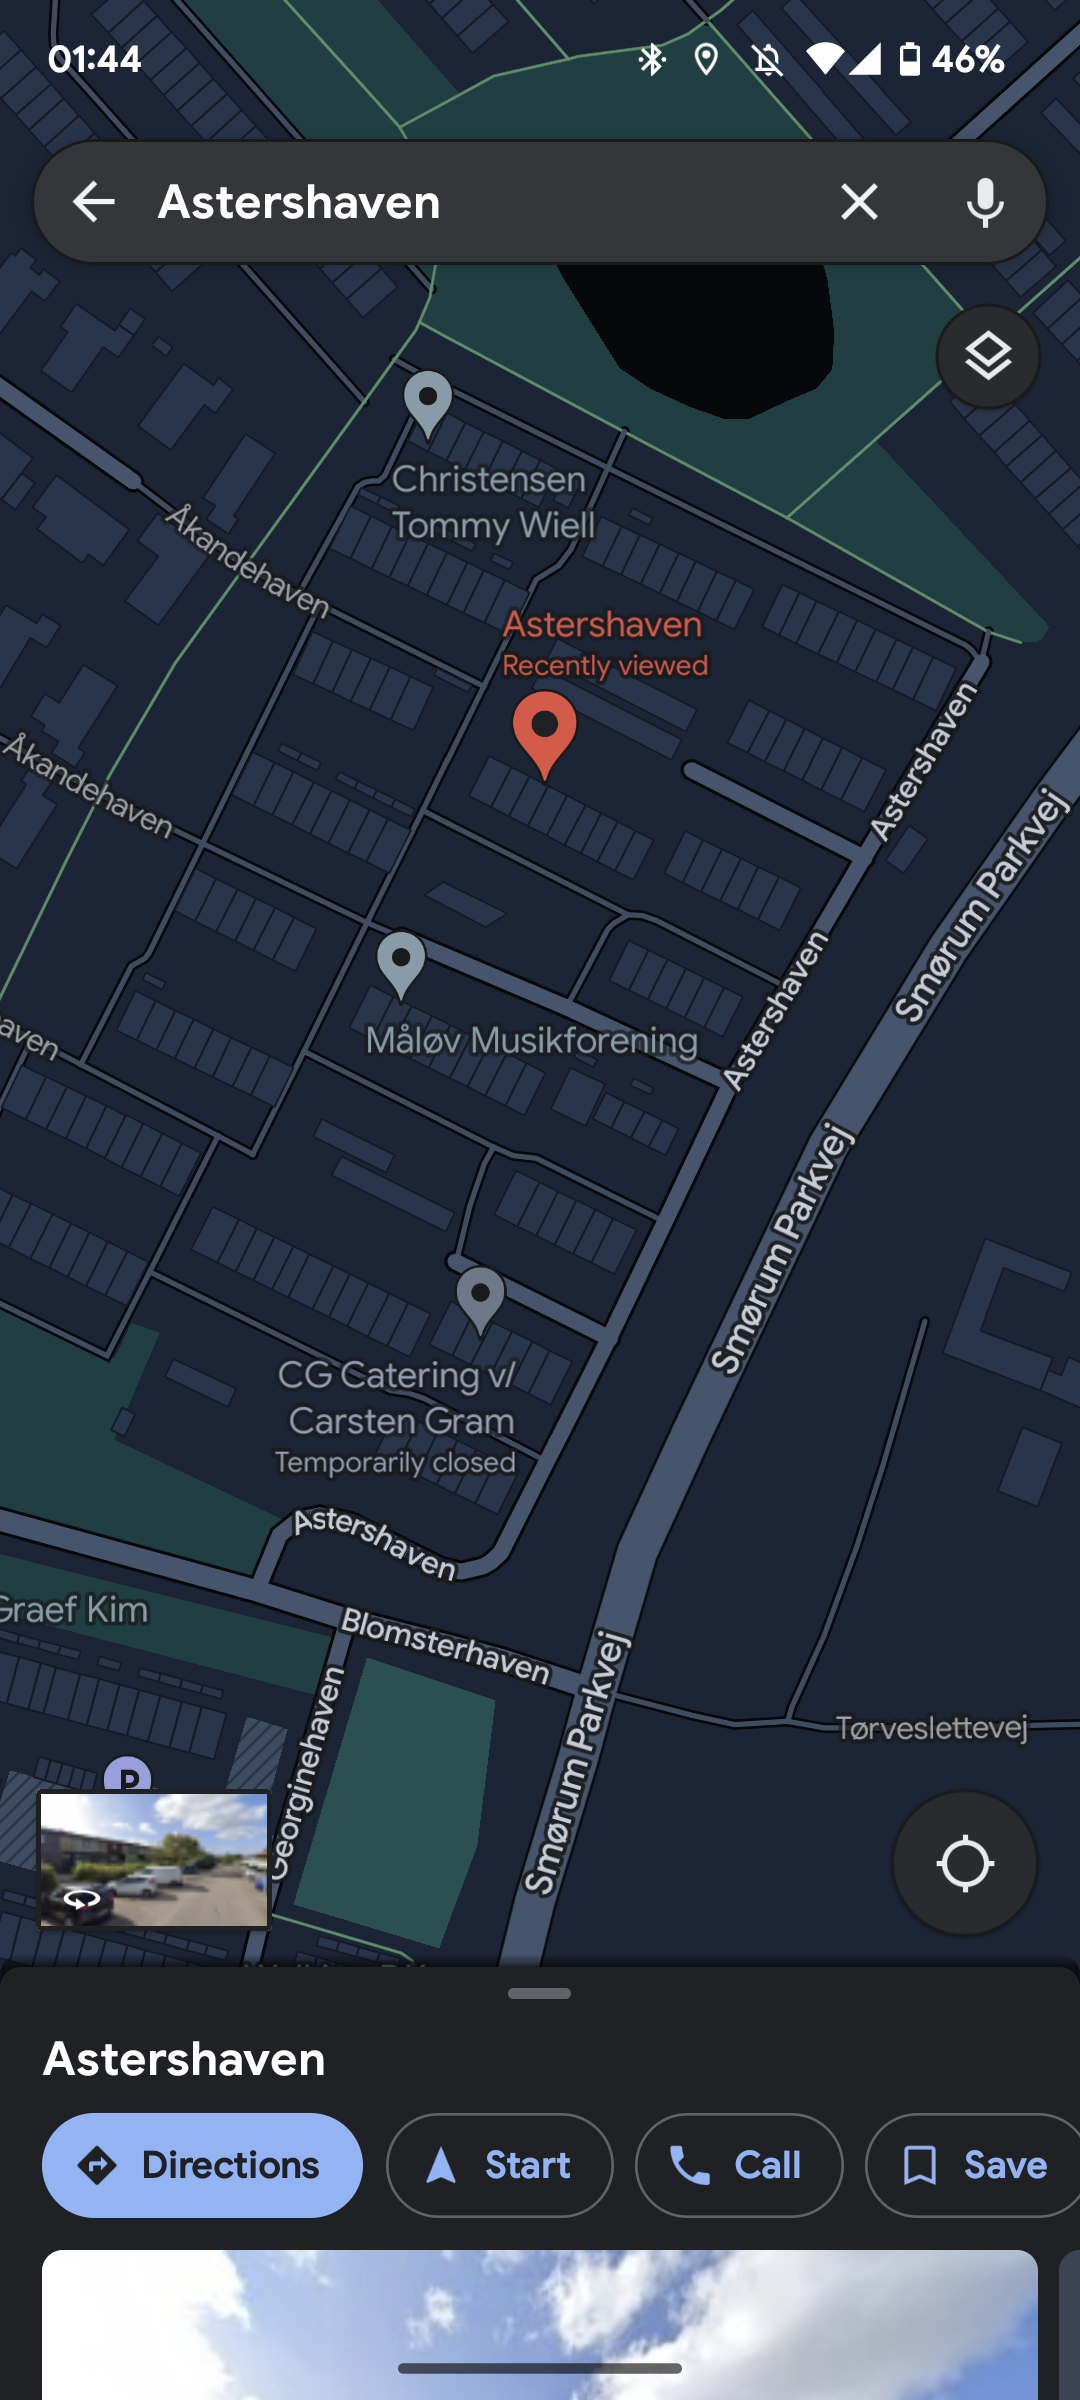 01:44
46%
Astershaven
Christensen
Tommy Wiell
Åkandehaven
Astershaven
Recently viewed
Astershaven
Åkandehaven
Smørum Parkvej
Astershaven
Måløv Musikforening
aven
Smørum Parkvej
CG Catering v/
Carsten Gram
Temporarily closed
Astershaven
Graef Kim
Blomsterhaven
Smørum Parkvej
Georginehaven
Tørveslettevej
P
Astershaven
Directions
Start
Call
Save